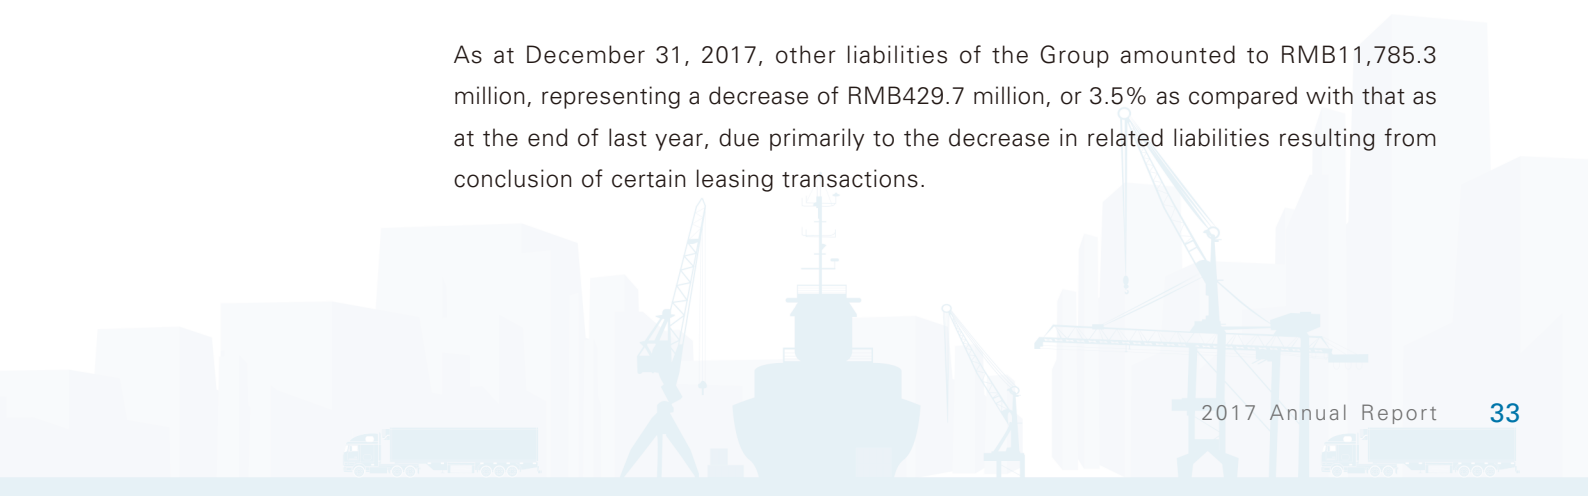 As at December 31, 2017, other liabilities of the Group amounted to RMB11,785.3
million, representing a decrease of RMB429.7 million, or 3.5% as compared with that as
at the end of last year, due primarily to the decrease in related liabilities resulting from
conclusion of certain leasing transactions.
2017 Annual Report 33